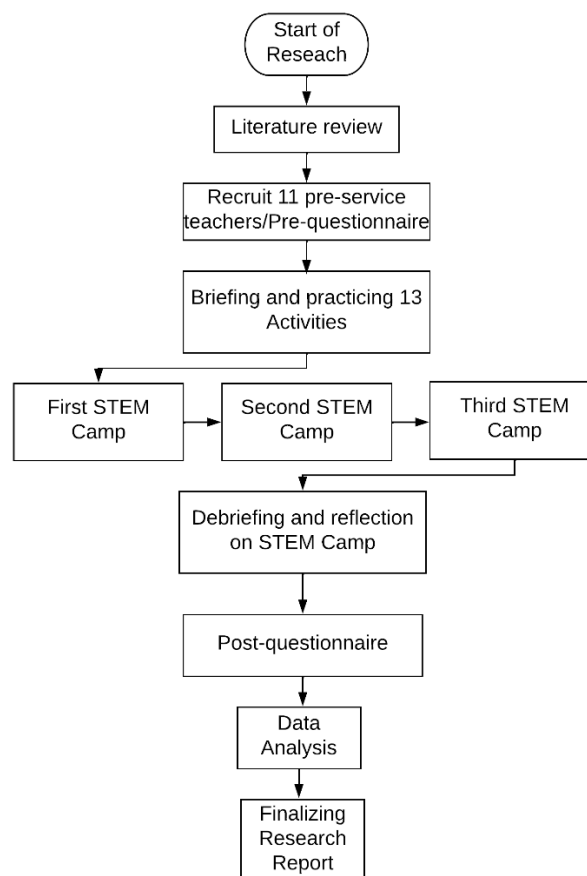 Start of
Reseach
Literature review
Recruit 11 pre-service
teachers/Pre-questionnaire
Briefing and practicing 13
Activities
First STEM
Camp
Second STEM
Camp
Third STEM
Camp
Debriefing and reflection
on STEM Camp
Post-questionnaire
Data
Analysis
Finalizing
Research
Report